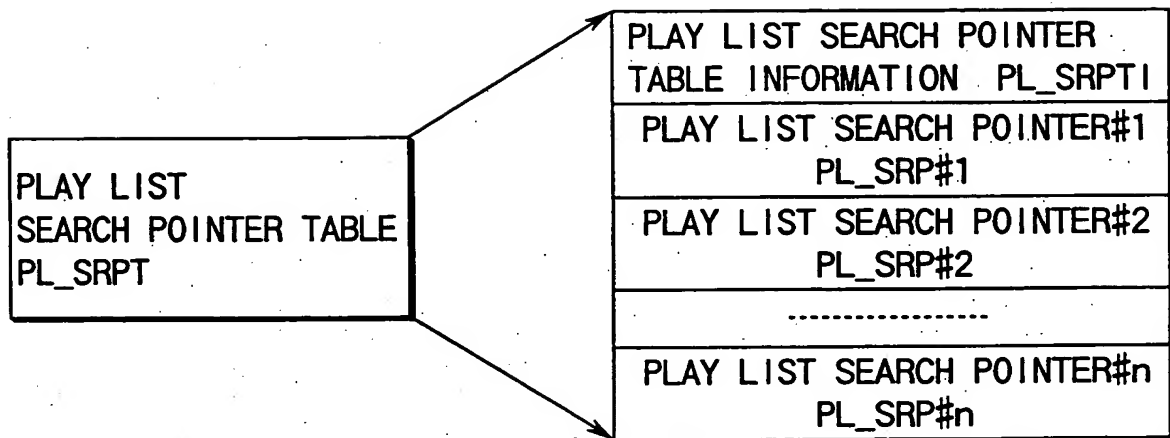 PLAY LIST
SEARCH POINTER TABLE
PL_SRPT
PLAY LIST SEARCH POINTER
TABLE INFORMATION PL_SRPTI
PLAY LIST SEARCH POINTER#1
PL_SRP#1
PLAY LIST SEARCH POINTER#2
PL_SRP#2
------------------
PLAY LIST SEARCH POINTER#n
PL_SRP#n